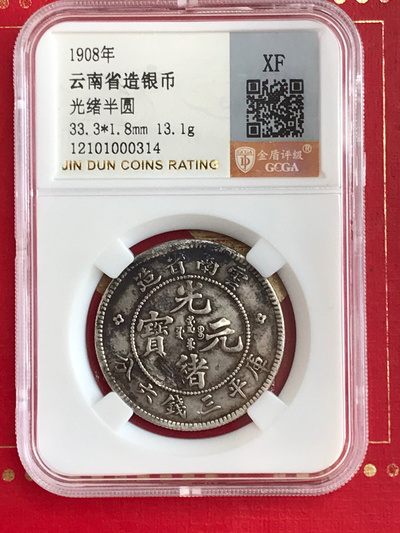 1908年
云南省造银币
光绪半圆
33.3*1.8mm 13.1g
12101000314
JIN DUN COINS RATING
XF
金盾评级®
GCGA
雲南省造
光緒元寶
庫平三錢六分